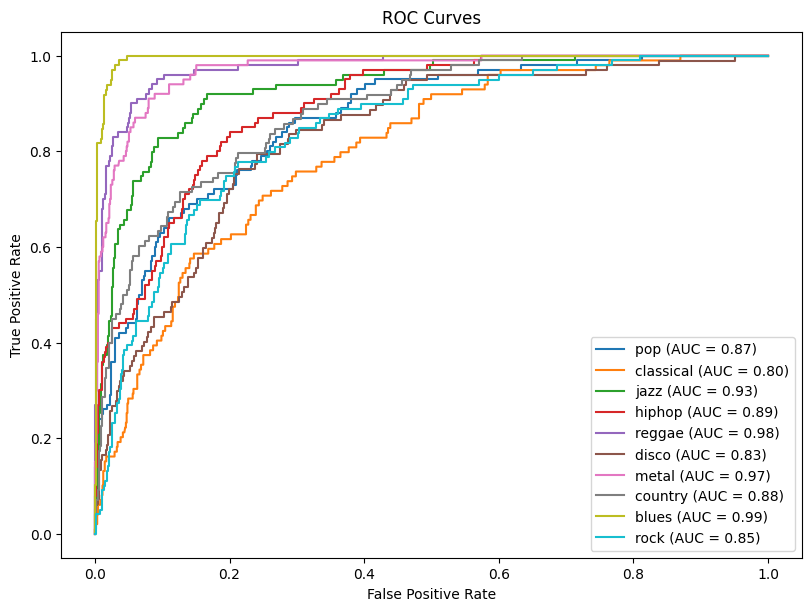 ROC Curves
True Positive Rate
1.0
0.8
0.6
0.4
0.2
0.0
pop (AUC = 0.87)
classical (AUC = 0.80)
jazz (AUC = 0.93)
hiphop (AUC = 0.89)
reggae (AUC = 0.98)
disco (AUC = 0.83)
metal (AUC = 0.97)
country (AUC = 0.88)
blues (AUC = 0.99)
rock (AUC = 0.85)
0.0 0.2 0.4 0.6 0.8 1.0
False Positive Rate